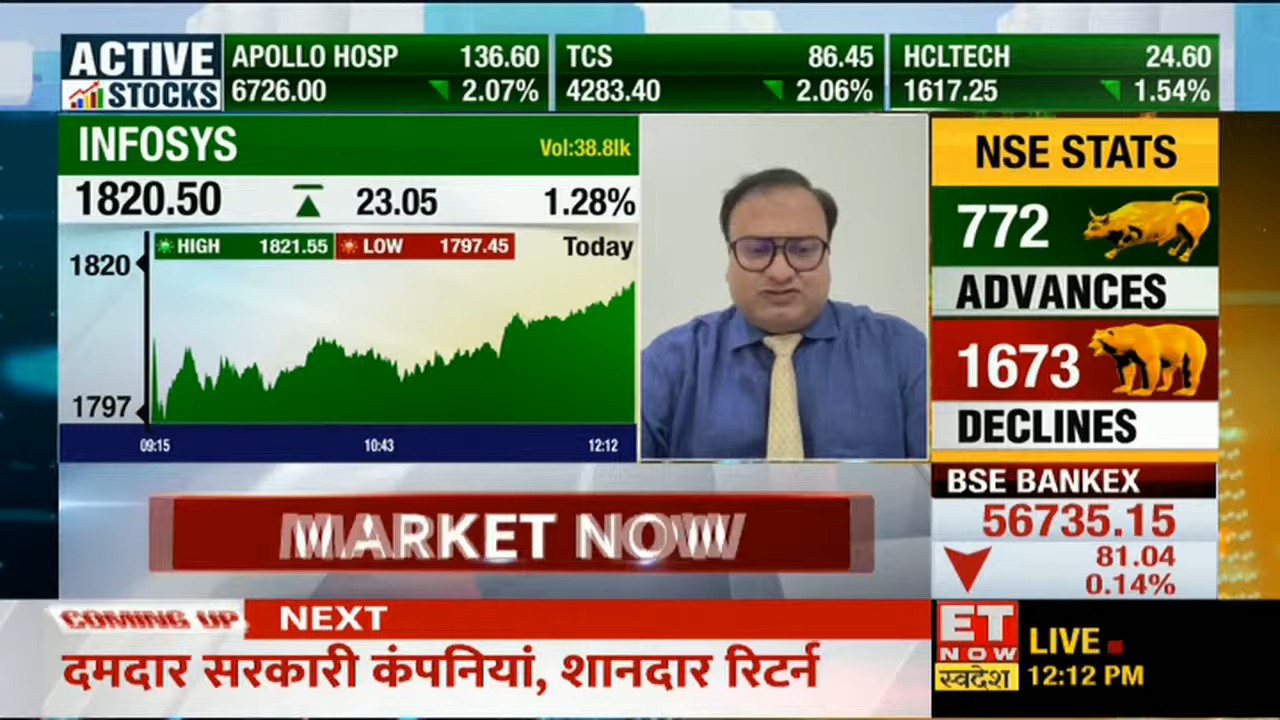 ACTIVE
STOCKS
APOLLO HOSP 136.60
6726.00 2.07%
TCS 86.45
4283.40 2.06%
HCLTECH 24.60
1617.25 1.54%
INFOSYS Vol:38.8lk
1820.50 23.05 1.28%
HIGH 1821.55 LOW 1797.45 Today
1820
1797
09:15 10:43 12:12
NSE STATS
772
ADVANCES
1673
DECLINES
BSE BANKEX
56735.15
81.04
0.14%
MARKET NOW
COMING UP NEXT
दमदार सरकारी कंपनियां, शानदार रिटर्न
ET
NOW
स्वदेश
LIVE
12:12 PM